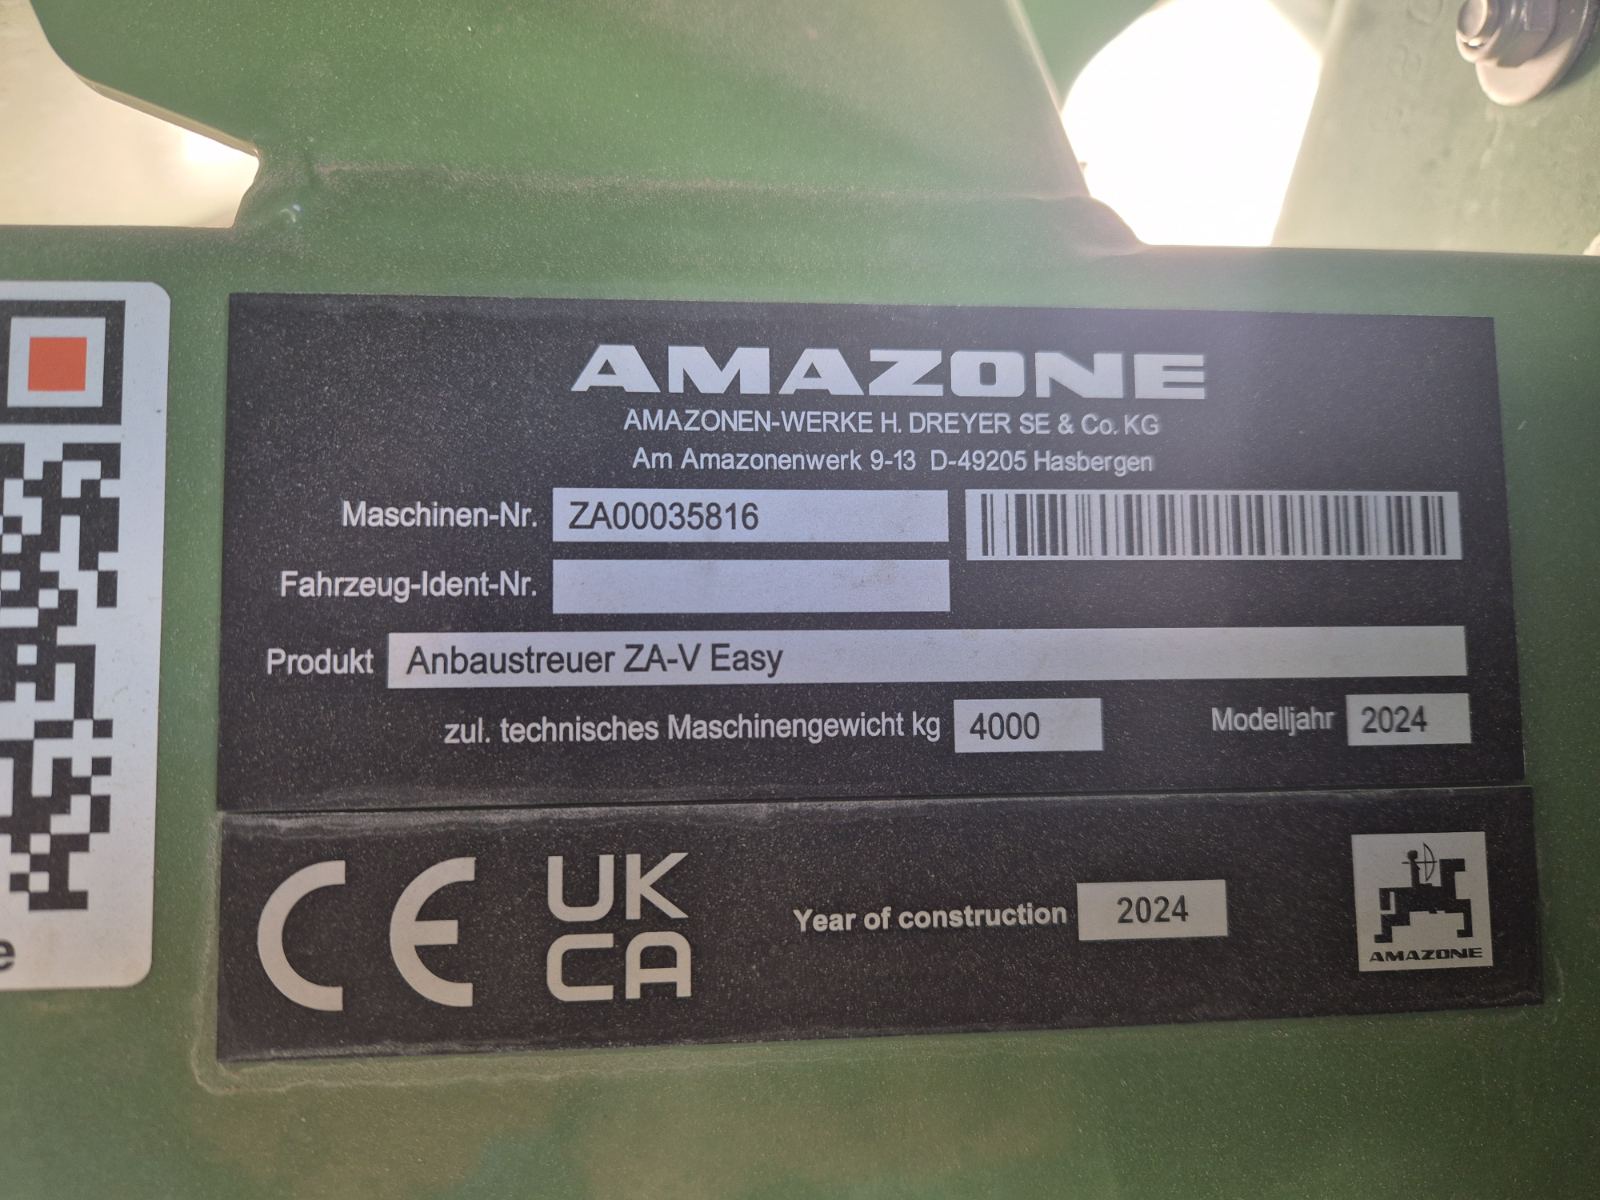 AMAZONE
AMAZONEN-WERKE H. DREYER SE & Co. KG
Am Amazonenwerk 9-13 D-49205 Hasbergen
Maschinen-Nr. ZA00035816
Fahrzeug-Ident-Nr.
Produkt Anbaustreuer ZA-V Easy
zul. technisches Maschinengewicht kg 4000 Modelljahr 2024
CE UK CA Year of construction 2024
AMAZONE